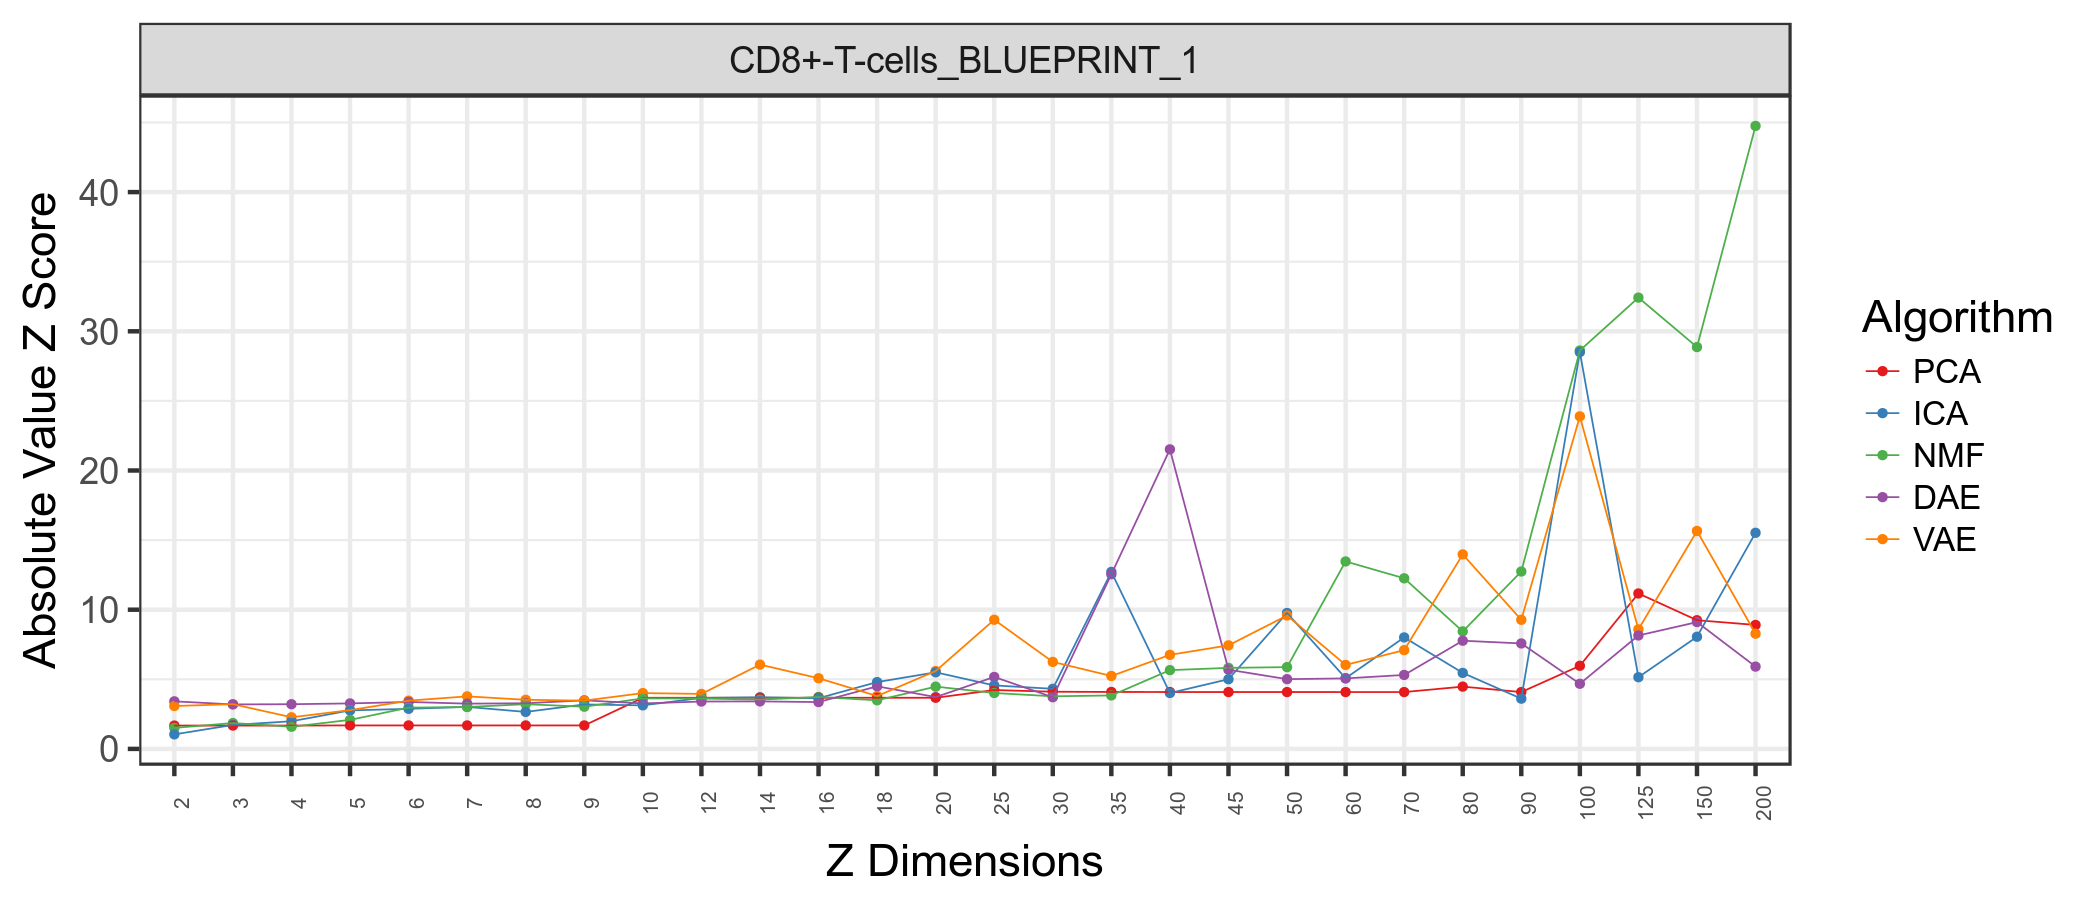 CD8+-T-cells_BLUEPRINT_1
Absolute Value Z Score
40
30
20
10
0
2 3 4 5 6 7 8 9 10 12 14 16 18 20 25 30 35 40 45 50 60 70 80 90 100 125 150 200
Z Dimensions
Algorithm
PCA
ICA
NMF
DAE
VAE